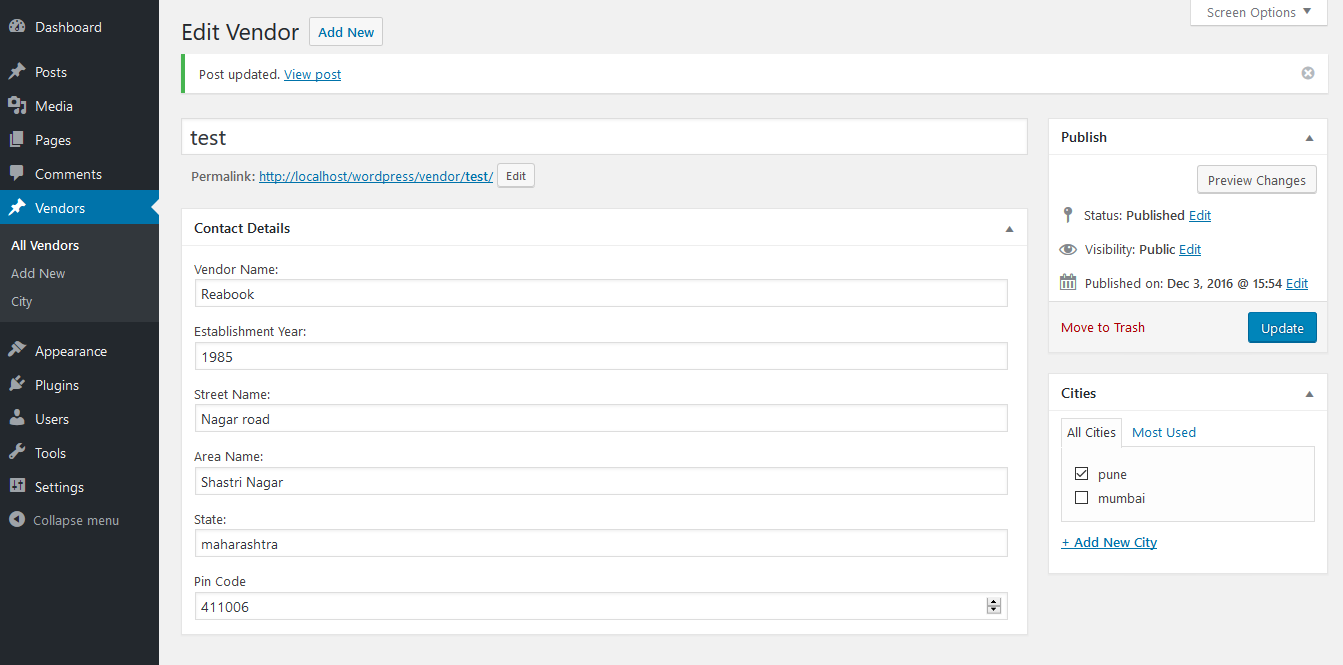 Dashboard
Posts
Media
Pages
Comments
Vendors
All Vendors
Add New
City
Appearance
Plugins
Users
Tools
Settings
Collapse menu
Screen Options
Edit Vendor Add New
Post updated. View post
test
Permalink: http://localhost/wordpress/vendor/test/ Edit
Contact Details
Vendor Name:
Reabook
Establishment Year:
1985
Street Name:
Nagar road
Area Name:
Shastri Nagar
State:
maharashtra
Pin Code
411006
Publish
Preview Changes
Status: Published Edit
Visibility: Public Edit
Published on: Dec 3, 2016 @ 15:54 Edit
Move to Trash Update
Cities
All Cities Most Used
pune
mumbai
+ Add New City